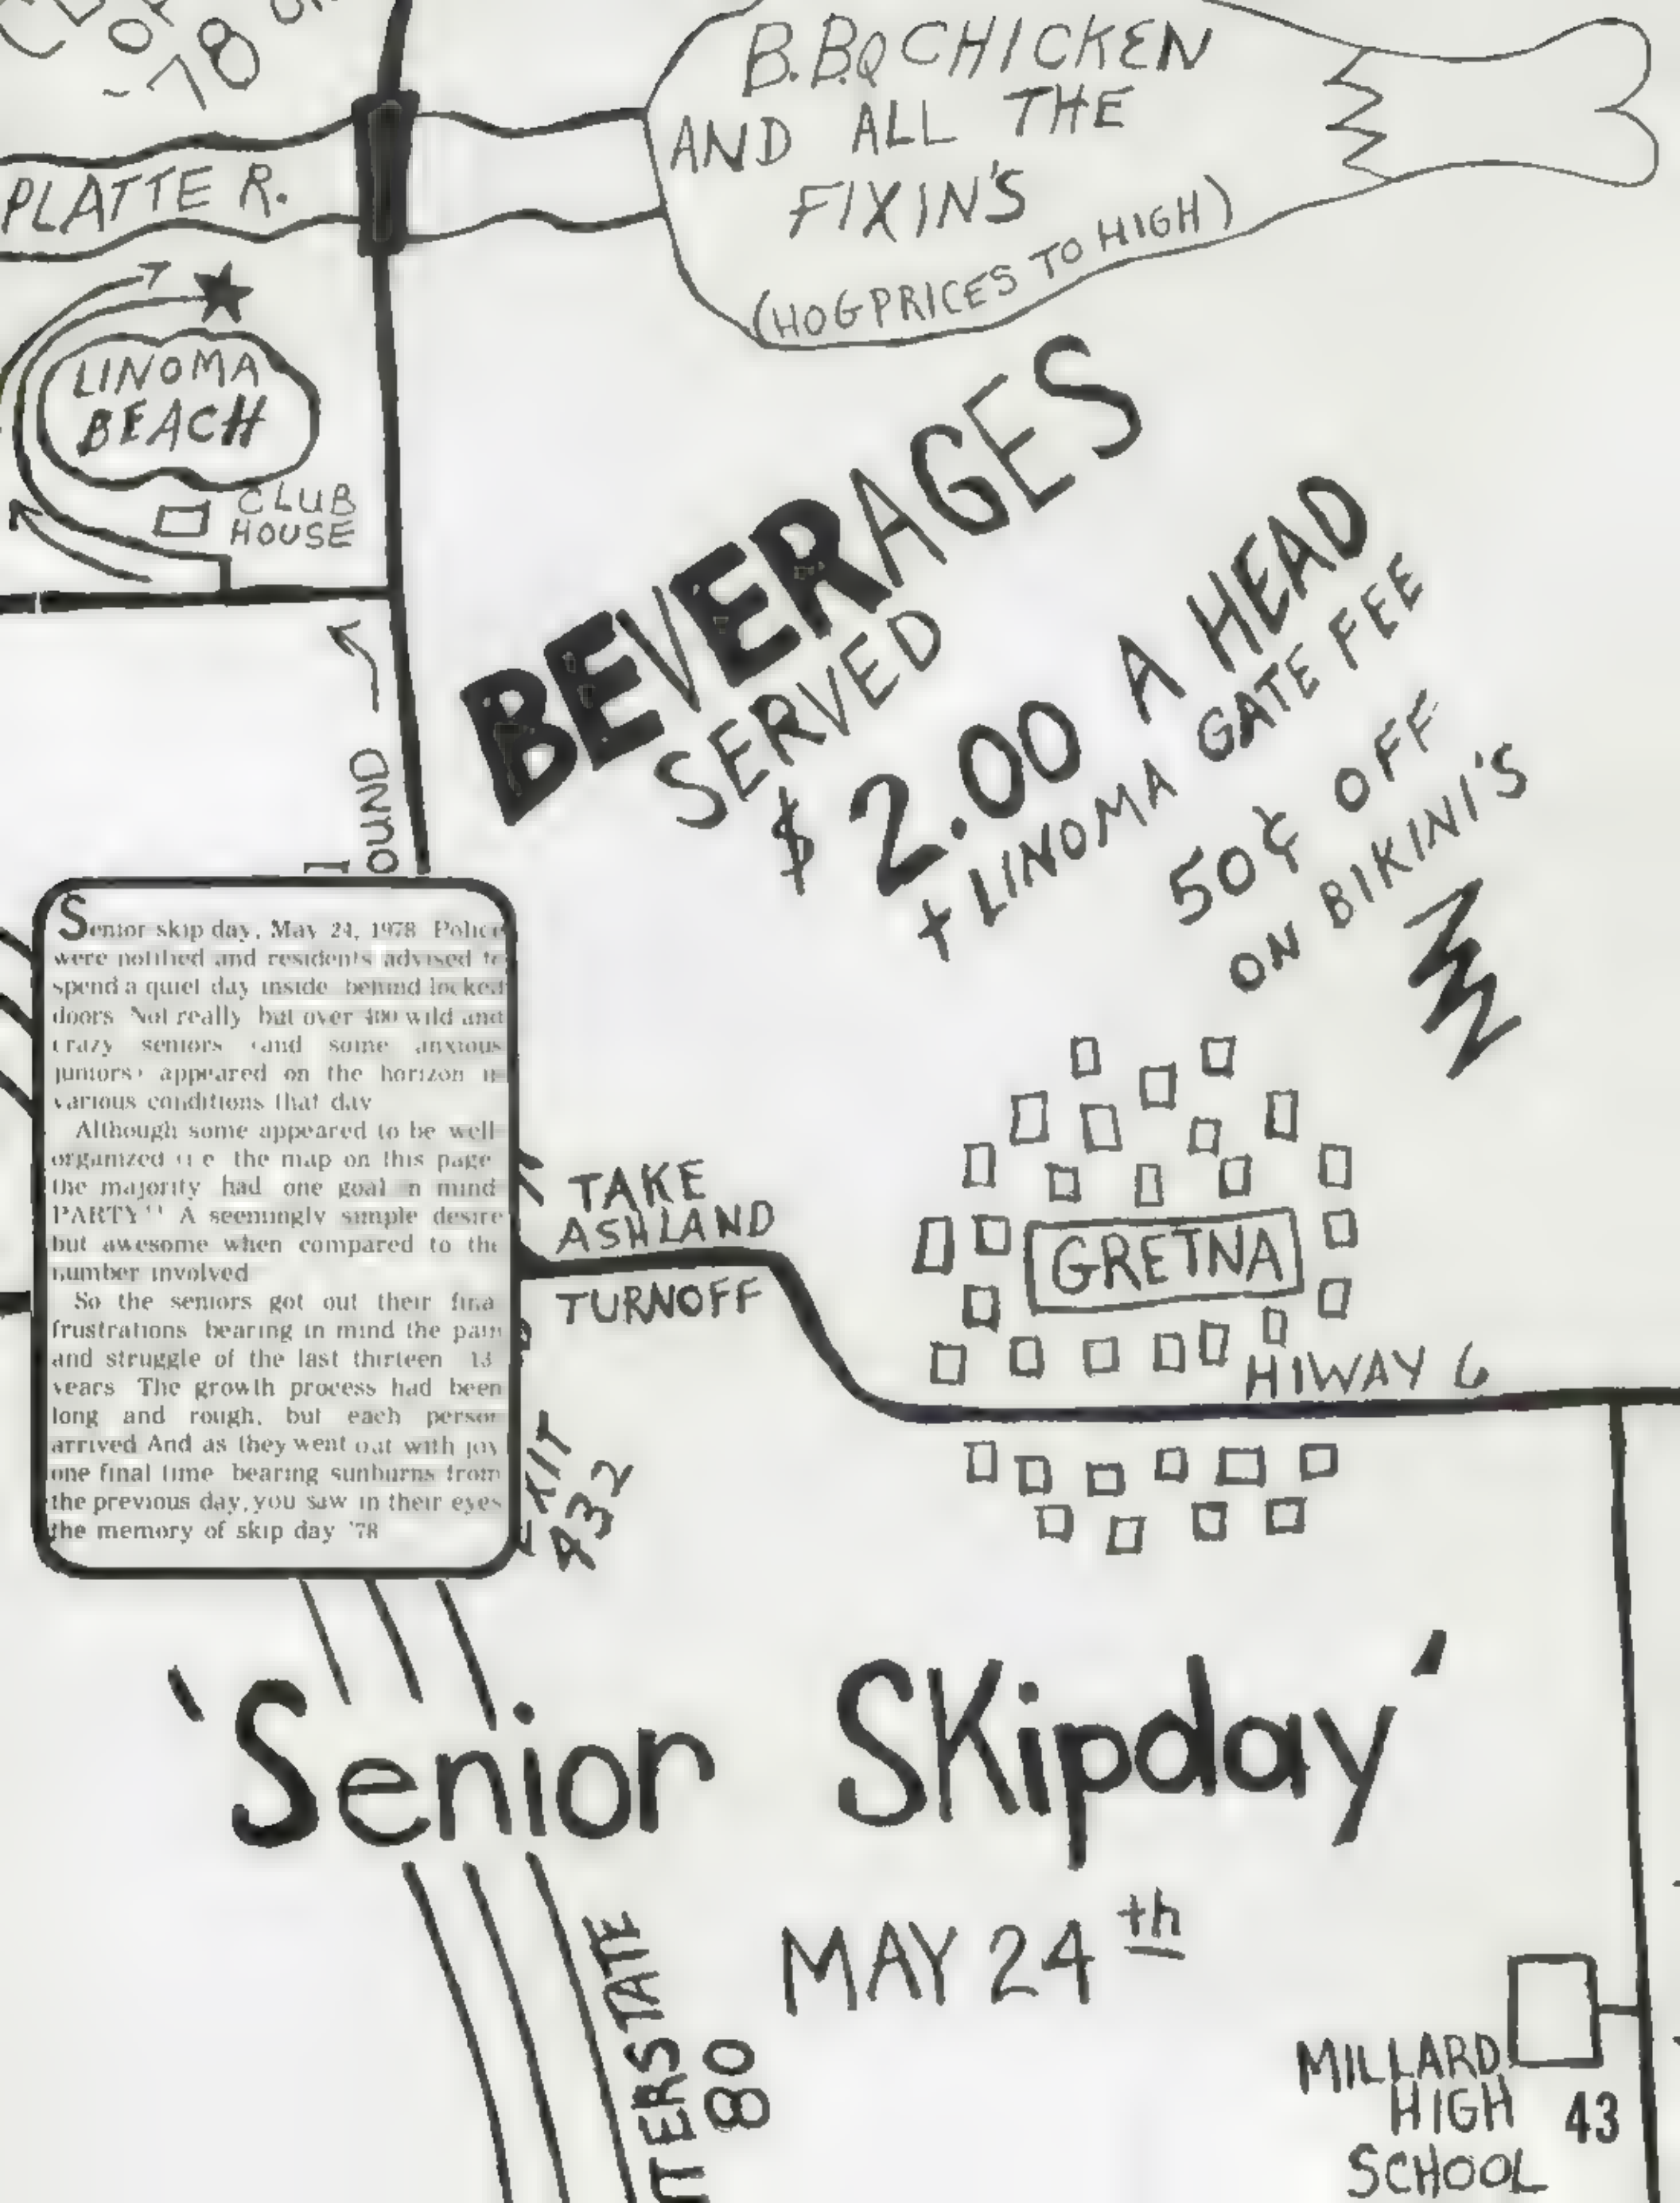 78
B.B.Q CHICKEN
AND ALL THE
FIXIN'S
(HOG PRICES TO HIGH)
PLATTE R.
LINOMA
BEACH
CLUB
HOUSE
BEVERAGES
SERVED
$ 2.00 A HEAD
+ LINOMA GATE FEE
50¢ OFF
ON BIKINI'S
Senior skip day, May 24, 1978 Police
were notified and residents advised to
spend a quiet day inside behind locked
doors Not really but over 400 wild and
crazy seniors (and some anxious
juniors) appeared on the horizon in
various conditions that day
Although some appeared to be well
organized (i e the map on this page
the majority had one goal in mind
PARTY!! A seemingly simple desire
but awesome when compared to the
number involved
So the seniors got out their final
frustrations bearing in mind the pain
and struggle of the last thirteen 13
years The growth process had been
long and rough, but each person
arrived And as they went out with joy
one final time bearing sunburns from
the previous day, you saw in their eyes
the memory of skip day '78
TAKE
ASHLAND
TURNOFF
GRETNA
HIWAY 6
EXIT
432
'Senior SKipday'
MAY 24th
INTERSTATE
80
MILLARD
HIGH
SCHOOL
43